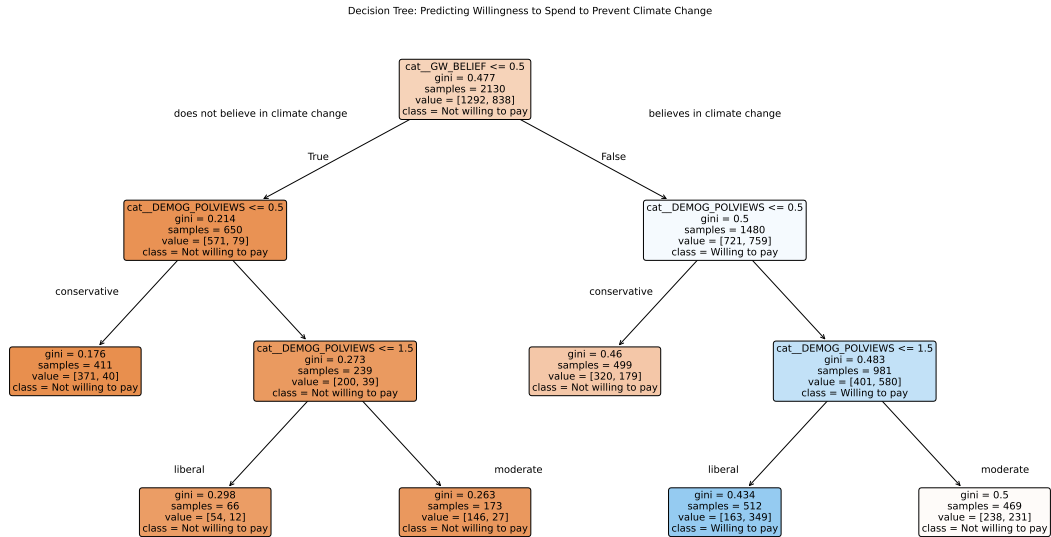 Decision Tree: Predicting Willingness to Spend to Prevent Climate Change
cat__GW_BELIEF <= 0.5
gini = 0.477
samples = 2130
value = [1292, 838]
class = Not willing to pay
does not believe in climate change
believes in climate change
True
False
cat__DEMOG_POLVIEWS <= 0.5
gini = 0.214
samples = 650
value = [571, 79]
class = Not willing to pay
cat__DEMOG_POLVIEWS <= 0.5
gini = 0.5
samples = 1480
value = [721, 759]
class = Willing to pay
conservative
conservative
gini = 0.176
samples = 411
value = [371, 40]
class = Not willing to pay
cat__DEMOG_POLVIEWS <= 1.5
gini = 0.273
samples = 239
value = [200, 39]
class = Not willing to pay
gini = 0.46
samples = 499
value = [320, 179]
class = Not willing to pay
cat__DEMOG_POLVIEWS <= 1.5
gini = 0.483
samples = 981
value = [401, 580]
class = Willing to pay
liberal
moderate
liberal
moderate
gini = 0.298
samples = 66
value = [54, 12]
class = Not willing to pay
gini = 0.263
samples = 173
value = [146, 27]
class = Not willing to pay
gini = 0.434
samples = 512
value = [163, 349]
class = Willing to pay
gini = 0.5
samples = 469
value = [238, 231]
class = Not willing to pay